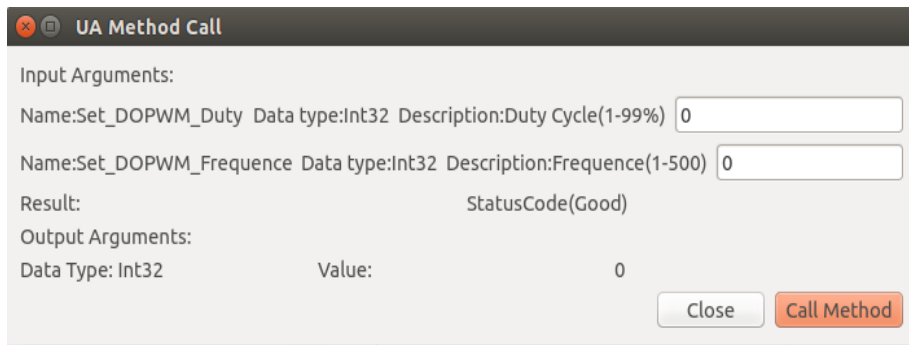 UA Method Call
Input Arguments:
Name:Set_DOPWM_Duty Data type:Int32 Description:Duty Cycle(1-99%) 0
Name:Set_DOPWM_Frequence Data type:Int32 Description:Frequence(1-500) 0
Result: StatusCode(Good)
Output Arguments:
Data Type: Int32 Value: 0
Close Call Method